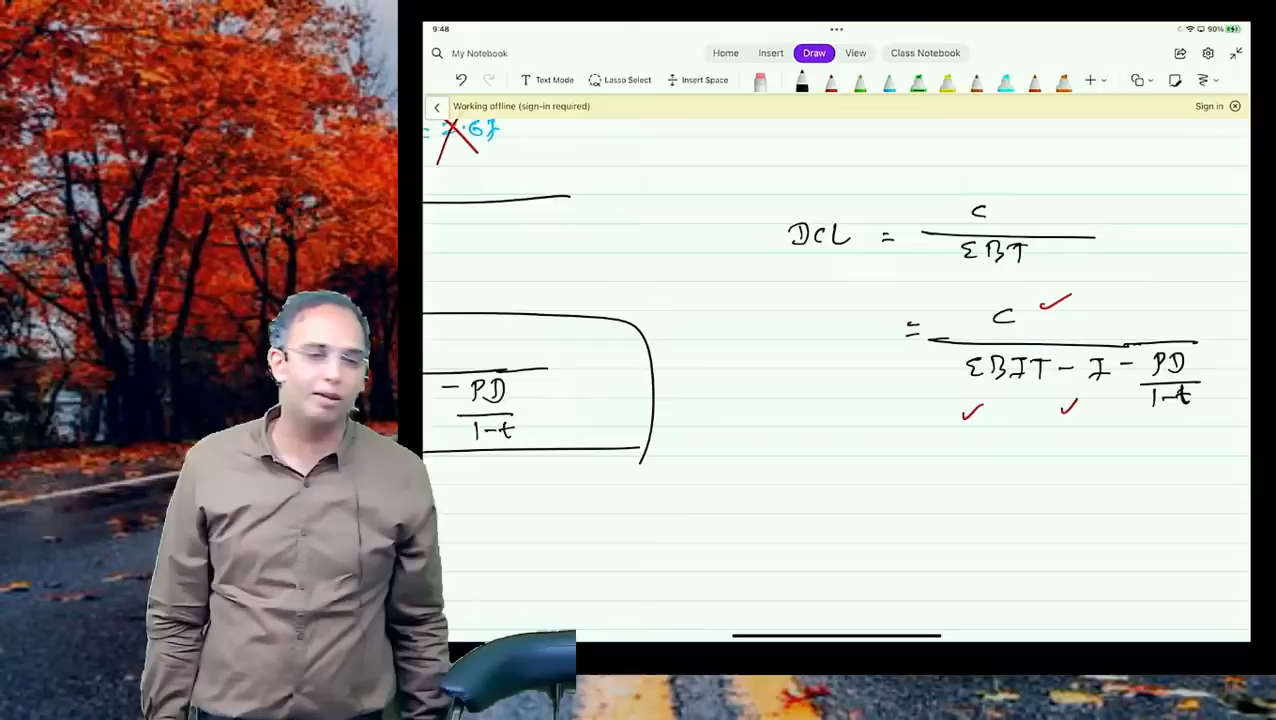 9:48
90%
My Notebook
Home Insert Draw View Class Notebook
Text Mode Lasso Select Insert Space
Working offline (sign-in required) Sign in
DCL = C
EBT
= C
EBIT - I - PD
1-t
- PD
1-t